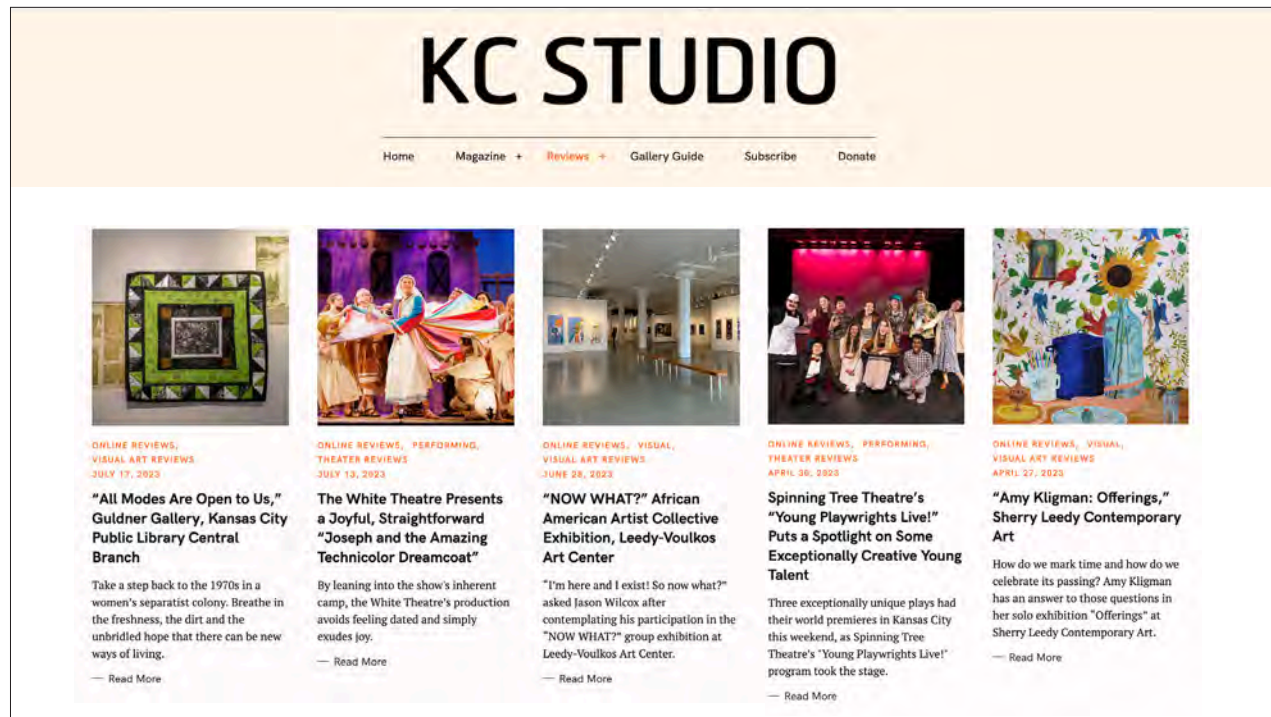 KC STUDIO
Home Magazine + Reviews + Gallery Guide Subscribe Donate
ONLINE REVIEWS,
VISUAL ART REVIEWS
JULY 17, 2023
“All Modes Are Open to Us,”
Guldner Gallery, Kansas City
Public Library Central
Branch
Take a step back to the 1970s in a
women's separatist colony. Breathe in
the freshness, the dirt and the
unbridled hope that there can be new
ways of living.
— Read More
ONLINE REVIEWS, PERFORMING,
THEATER REVIEWS
JULY 13, 2023
The White Theatre Presents
a Joyful, Straightforward
“Joseph and the Amazing
Technicolor Dreamcoat”
By leaning into the show's inherent
camp, the White Theatre's production
avoids feeling dated and simply
exudes joy.
— Read More
ONLINE REVIEWS, VISUAL,
VISUAL ART REVIEWS
JUNE 28, 2023
“NOW WHAT?” African
American Artist Collective
Exhibition, Leedy-Voulkos
Art Center
“I'm here and I exist! So now what?”
asked Jason Wilcox after
contemplating his participation in the
“NOW WHAT?” group exhibition at
Leedy-Voulkos Art Center.
— Read More
ONLINE REVIEWS, PERFORMING,
THEATER REVIEWS
APRIL 30, 2023
Spinning Tree Theatre's
“Young Playwrights Live!”
Puts a Spotlight on Some
Exceptionally Creative Young
Talent
Three exceptionally unique plays had
their world premieres in Kansas City
this weekend, as Spinning Tree
Theatre's "Young Playwrights Live!"
program took the stage.
— Read More
ONLINE REVIEWS, VISUAL,
VISUAL ART REVIEWS
APRIL 27, 2023
“Amy Kligman: Offerings,”
Sherry Leedy Contemporary
Art
How do we mark time and how do we
celebrate its passing? Amy Kligman
has an answer to those questions in
her solo exhibition “Offerings” at
Sherry Leedy Contemporary Art.
— Read More